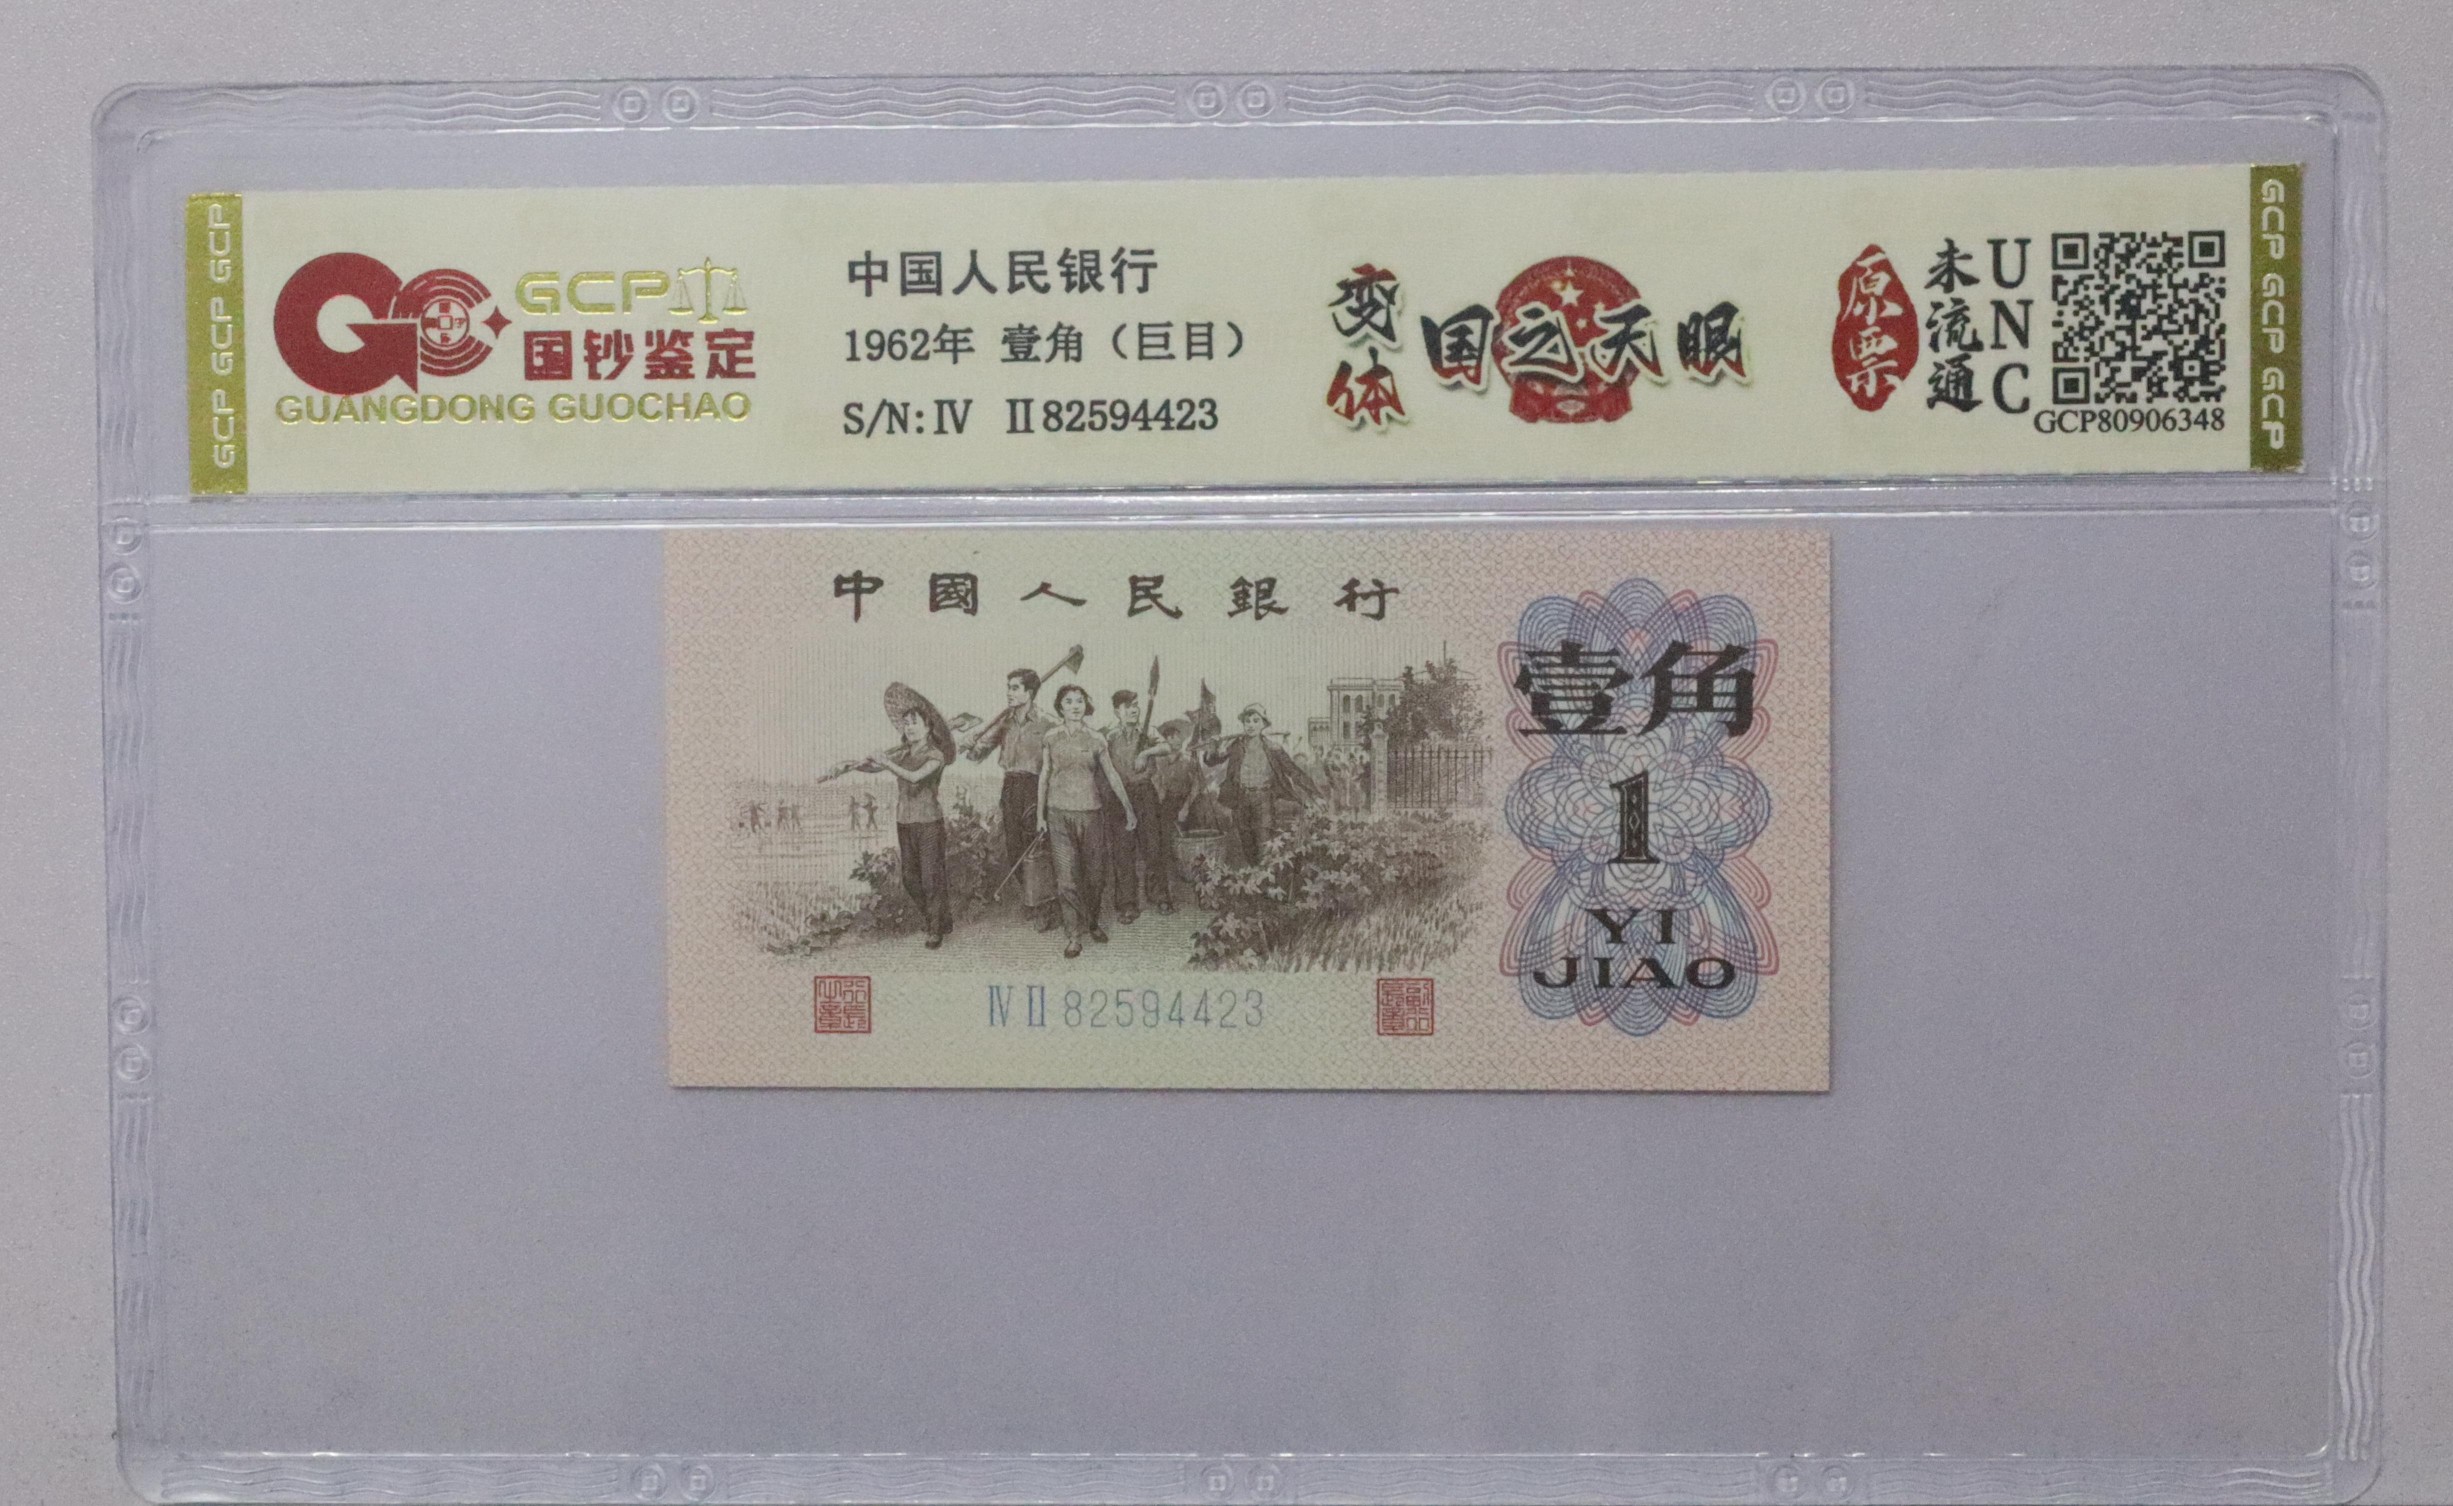 GCP GCP GCP
GCP
国钞鉴定
GUANGDONG GUOCHAO
中国人民银行
1962年 壹角（巨目）
S/N: Ⅳ Ⅱ 82594423
变体
国之天眼
原票
未流通
UNC
GCP80906348
GCP GCP GCP
中國人民銀行
壹角
1
YI
JIAO
Ⅳ Ⅱ 82594423